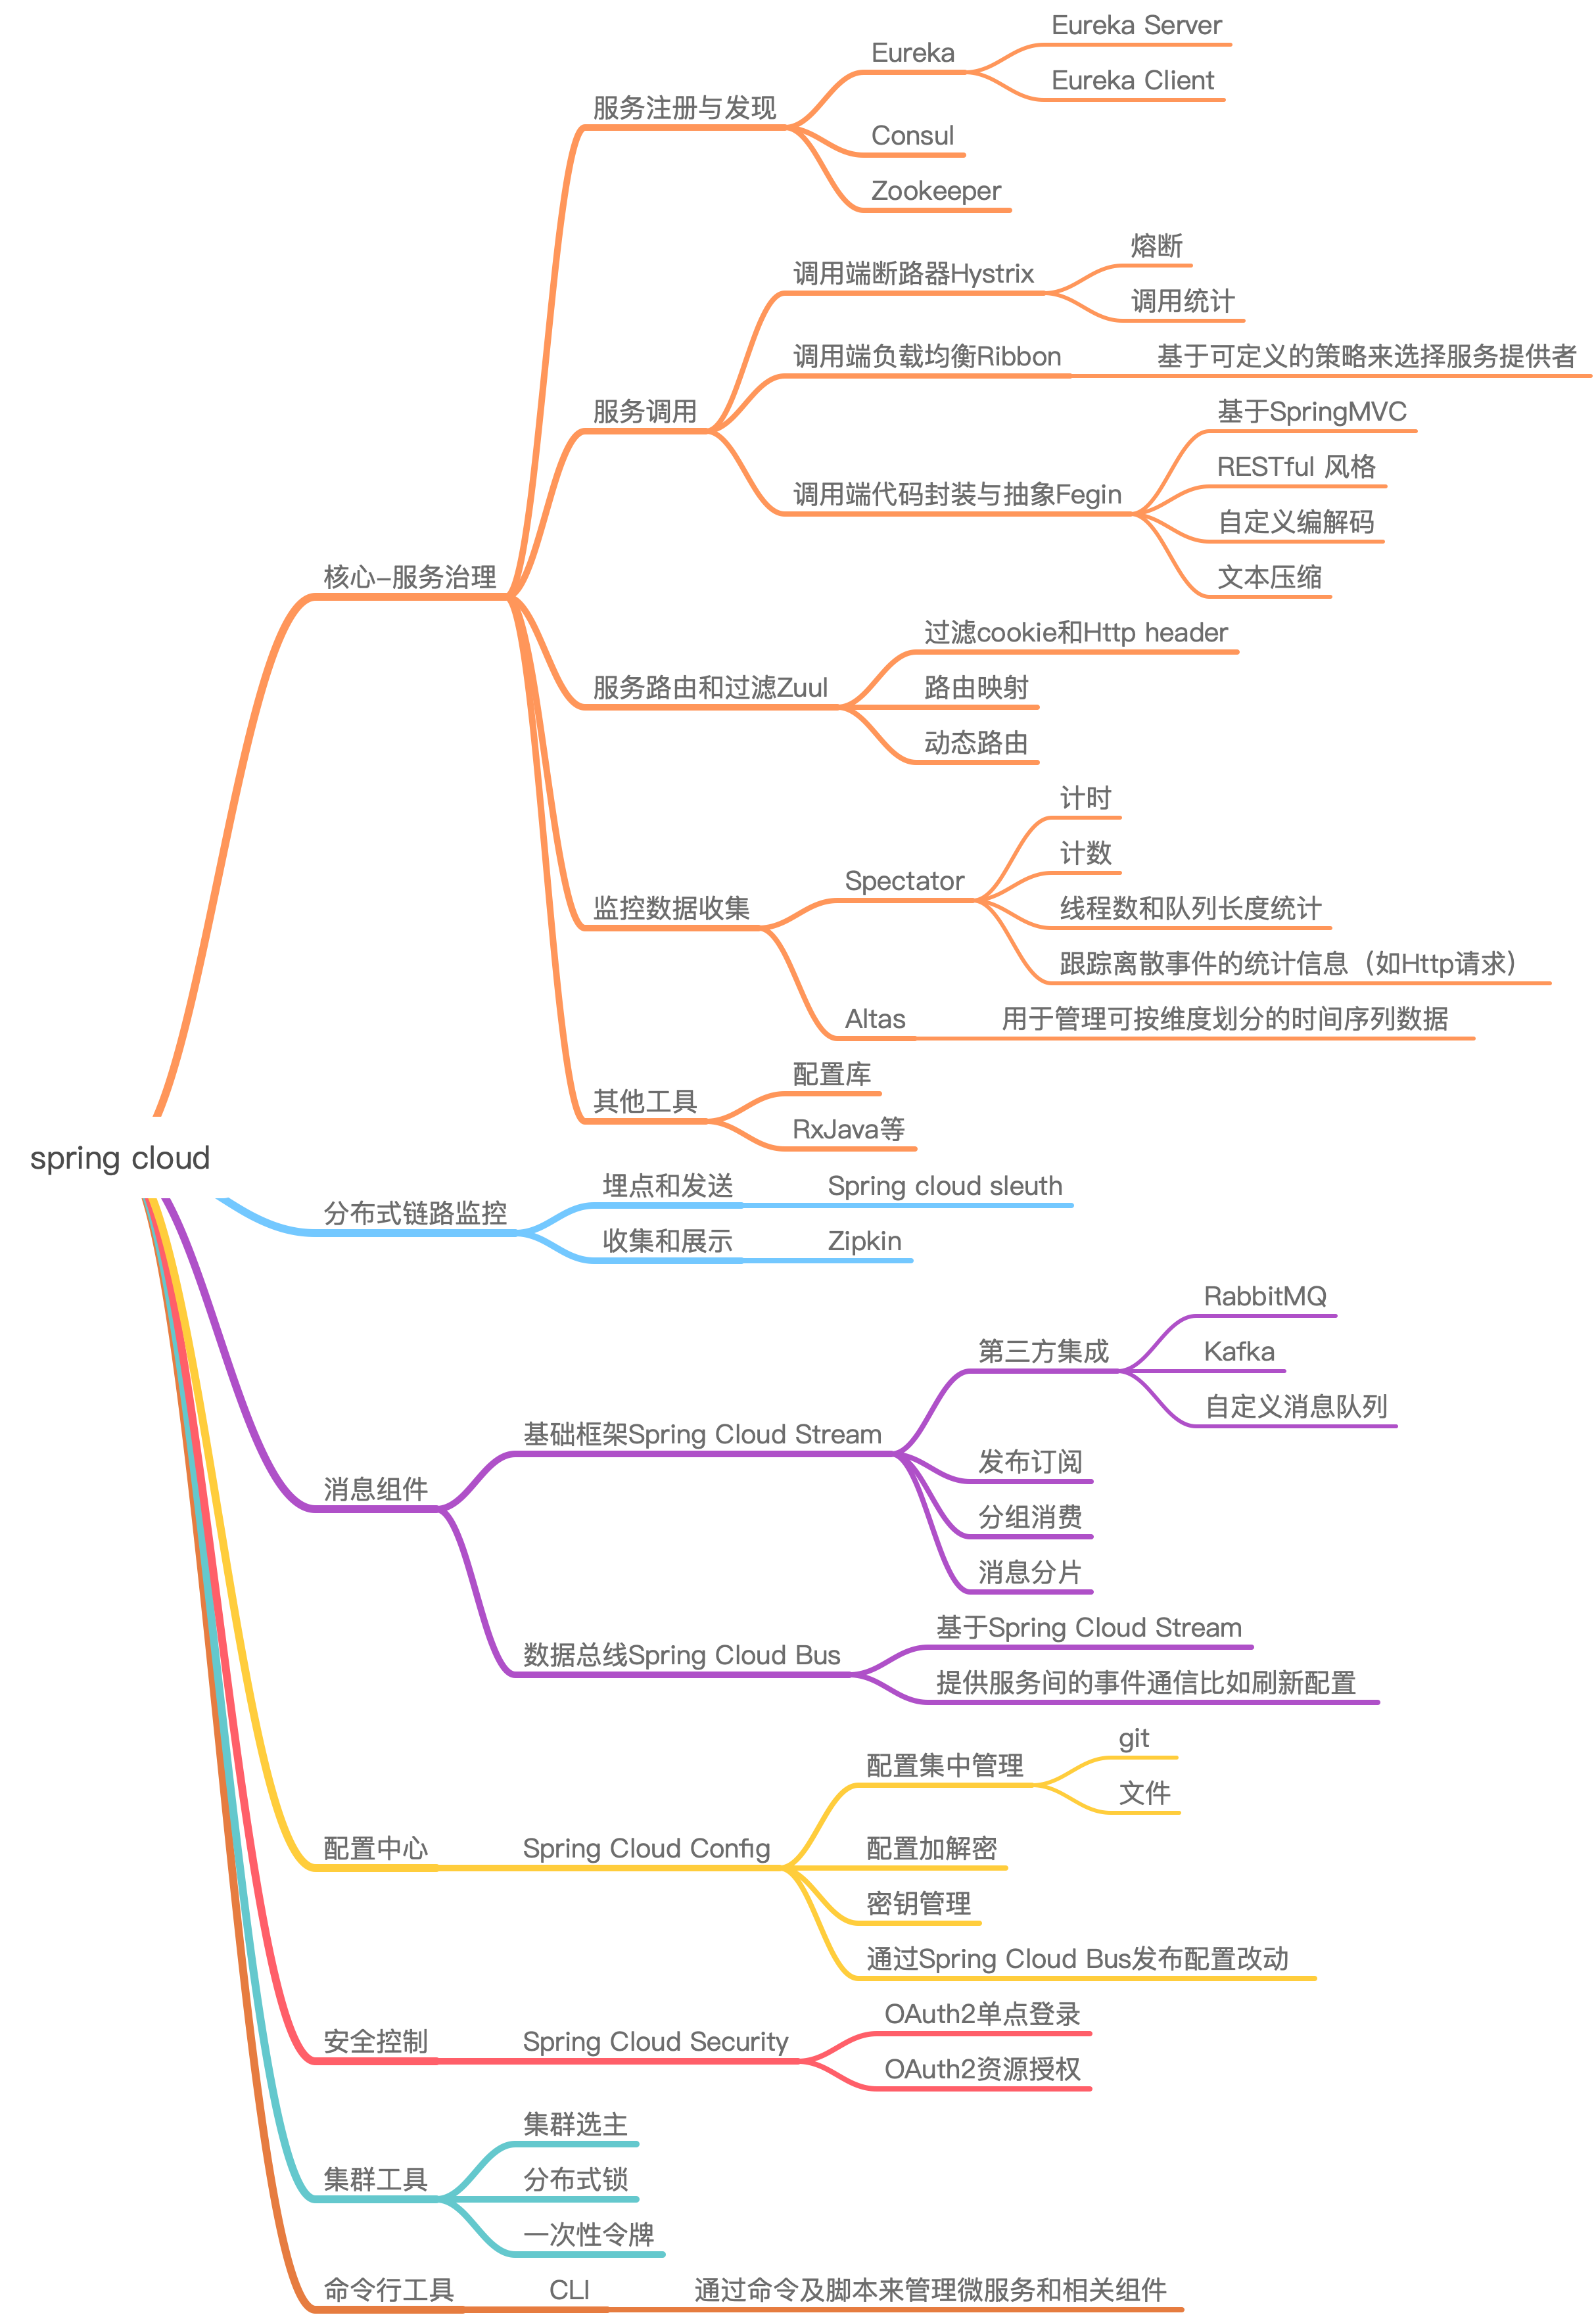 Eureka Server
Eureka
Eureka Client
服务注册与发现
Consul
Zookeeper
熔断
调用端断路器Hystrix
调用统计
调用端负载均衡Ribbon
基于可定义的策略来选择服务提供者
服务调用
基于SpringMVC
RESTful 风格
调用端代码封装与抽象Fegin
自定义编解码
文本压缩
核心-服务治理
过滤cookie和Http header
服务路由和过滤Zuul
路由映射
动态路由
计时
计数
Spectator
线程数和队列长度统计
监控数据收集
跟踪离散事件的统计信息（如Http请求）
Altas
用于管理可按维度划分的时间序列数据
配置库
其他工具
RxJava等
spring cloud
埋点和发送
Spring cloud sleuth
分布式链路监控
收集和展示
Zipkin
RabbitMQ
第三方集成
Kafka
自定义消息队列
基础框架Spring Cloud Stream
发布订阅
消息组件
分组消费
消息分片
基于Spring Cloud Stream
数据总线Spring Cloud Bus
提供服务间的事件通信比如刷新配置
git
配置集中管理
文件
配置中心
Spring Cloud Config
配置加解密
密钥管理
通过Spring Cloud Bus发布配置改动
OAuth2单点登录
安全控制
Spring Cloud Security
OAuth2资源授权
集群选主
集群工具
分布式锁
一次性令牌
命令行工具
CLI
通过命令及脚本来管理微服务和相关组件